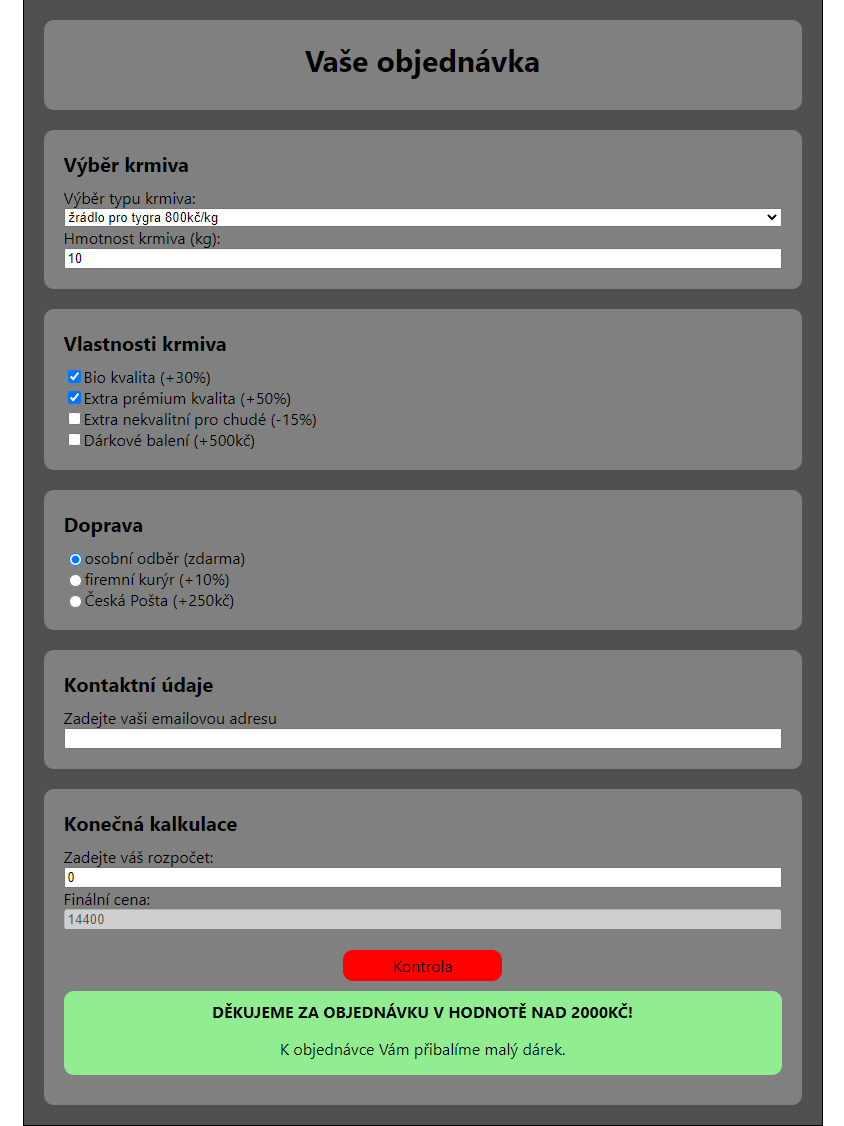 Vaše objednávka
Výběr krmiva
Výběr typu krmiva:
žrádlo pro tygra 800kč/kg
Hmotnost krmiva (kg):
10
Vlastnosti krmiva
Bio kvalita (+30%)
Extra prémium kvalita (+50%)
Extra nekvalitní pro chudé (-15%)
Dárkové balení (+500kč)
Doprava
osobní odběr (zdarma)
firemní kurýr (+10%)
Česká Pošta (+250kč)
Kontaktní údaje
Zadejte vaši emailovou adresu
Konečná kalkulace
Zadejte váš rozpočet:
0
Finální cena:
14400
Kontrola
DĚKUJEME ZA OBJEDNÁVKU V HODNOTĚ NAD 2000KČ!
K objednávce Vám přibalíme malý dárek.